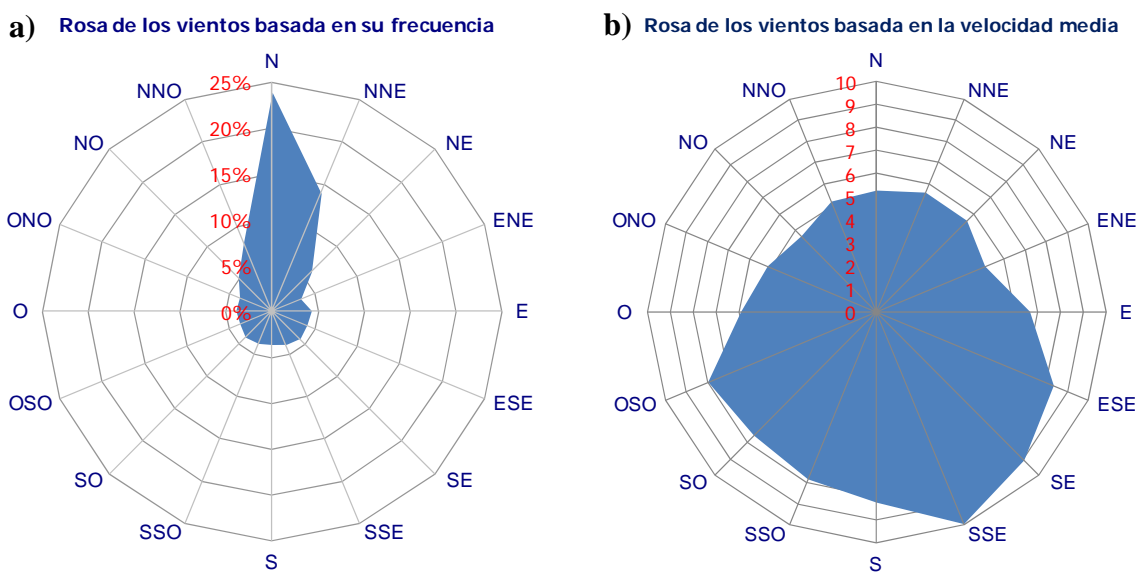 a) Rosa de los vientos basada en su frecuencia
N
NNE
NE
ENE
E
ESE
SE
SSE
S
SSO
SO
OSO
O
ONO
NO
NNO
25%
20%
15%
10%
5%
0%
b) Rosa de los vientos basada en la velocidad media
N
NNE
NE
ENE
E
ESE
SE
SSE
S
SSO
SO
OSO
O
ONO
NO
NNO
10
9
8
7
6
5
4
3
2
1
0